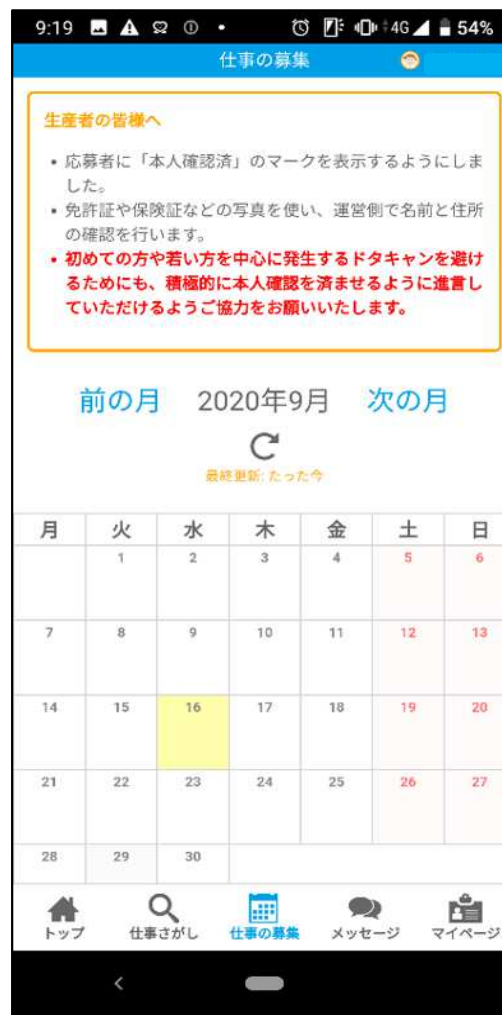 9:19 4G 54%
仕事の募集
生産者の皆様へ
• 応募者に「本人確認済」のマークを表示するようにしま
した。
• 免許証や保険証などの写真を使い、運営側で名前と住所
の確認を行います。
• 初めての方や若い方を中心に発生するドタキャンを避け
るためにも、積極的に本人確認を済ませるように進言し
ていただけるようご協力をお願いいたします。
前の月 2020年9月 次の月
最終更新: たった今
月 火 水 木 金 土 日
1 2 3 4 5 6
7 8 9 10 11 12 13
14 15 16 17 18 19 20
21 22 23 24 25 26 27
28 29 30
トップ 仕事さがし 仕事の募集 メッセージ マイページ